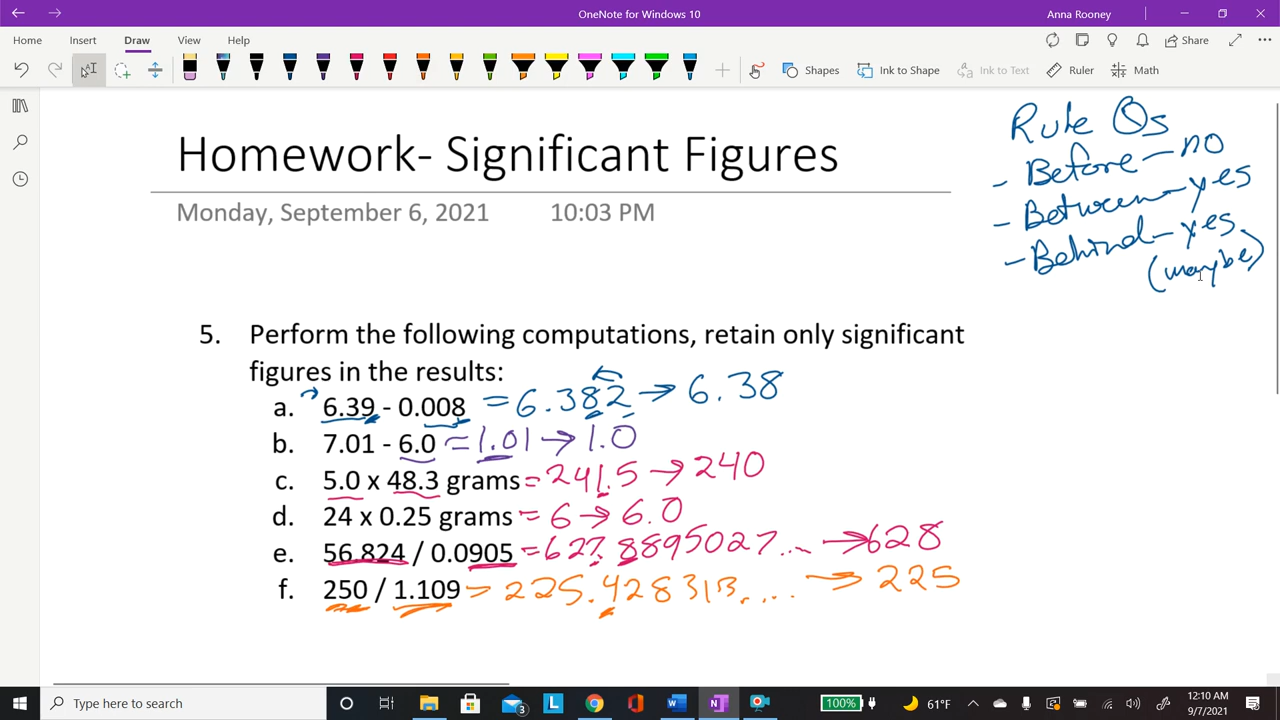 OneNote for Windows 10
Anna Rooney
Home Insert Draw View Help
Share
Shapes Ink to Shape Ink to Text Ruler Math
Rule 0s
- Before - no
- Between - yes
- Behind - yes
(maybe)
Homework- Significant Figures
Monday, September 6, 2021 10:03 PM
5. Perform the following computations, retain only significant
figures in the results:
a. 6.39 - 0.008 = 6.382 → 6.38
b. 7.01 - 6.0 = 1.01 → 1.0
c. 5.0 x 48.3 grams = 241.5 → 240
d. 24 x 0.25 grams = 6 → 6.0
e. 56.824 / 0.0905 = 627.8895027... → 628
f. 250 / 1.109 = 225.428313.... → 225
Type here to search
3
100%
61°F
12:10 AM
9/7/2021